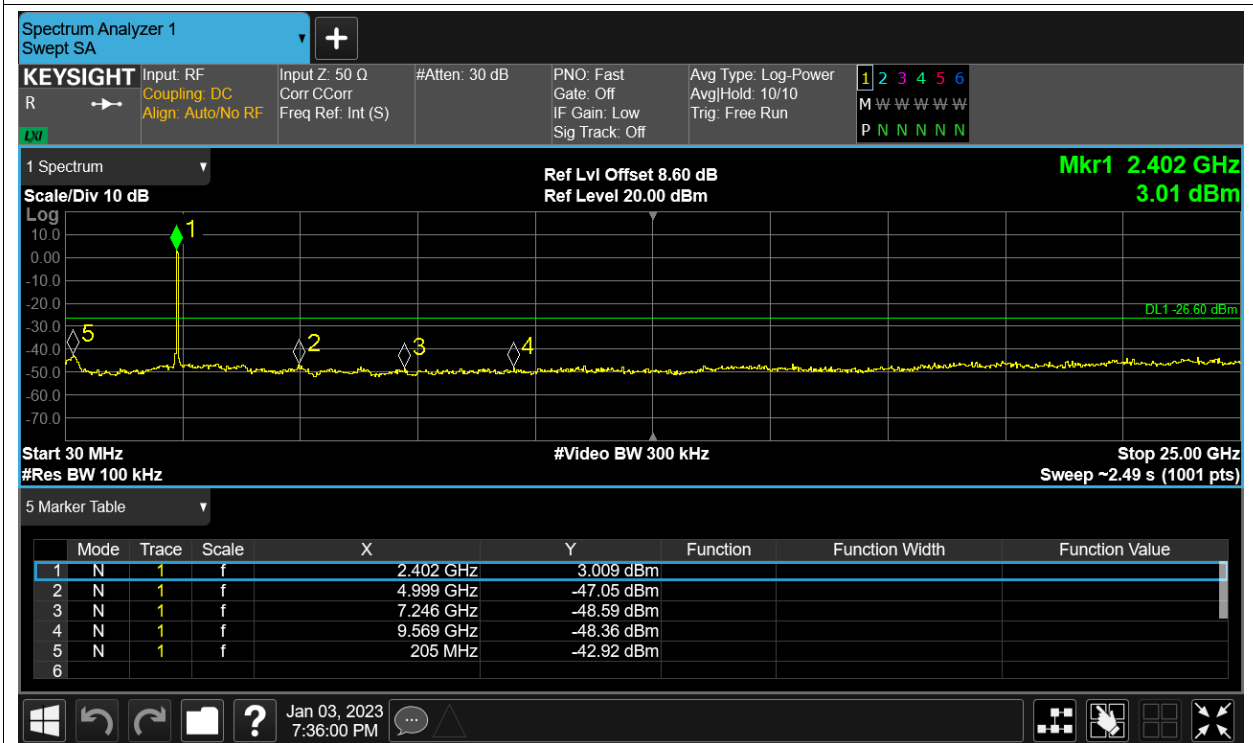 Spectrum Analyzer 1
Swept SA
KEYSIGHT
R
LXI
Input: RF
Coupling: DC
Align: Auto/No RF
Input Z: 50 Ω
Corr CCorr
Freq Ref: Int (S)
#Atten: 30 dB
PNO: Fast
Gate: Off
IF Gain: Low
Sig Track: Off
Avg Type: Log-Power
Avg|Hold: 10/10
Trig: Free Run
1 2 3 4 5 6
M W W W W W
P N N N N N
1 Spectrum
Scale/Div 10 dB
Ref Lvl Offset 8.60 dB
Ref Level 20.00 dBm
Mkr1 2.402 GHz
3.01 dBm
Log
10.0
0.00
-10.0
-20.0
-30.0
-40.0
-50.0
-60.0
-70.0
1
DL1 -26.60 dBm
5
2
3
4
Start 30 MHz
#Video BW 300 kHz
Stop 25.00 GHz
#Res BW 100 kHz
Sweep ~2.49 s (1001 pts)
5 Marker Table
Mode Trace Scale X Y Function Function Width Function Value
1 N 1 f 2.402 GHz 3.009 dBm
2 N 1 f 4.999 GHz -47.05 dBm
3 N 1 f 7.246 GHz -48.59 dBm
4 N 1 f 9.569 GHz -48.36 dBm
5 N 1 f 205 MHz -42.92 dBm
6
?
Jan 03, 2023
7:36:00 PM